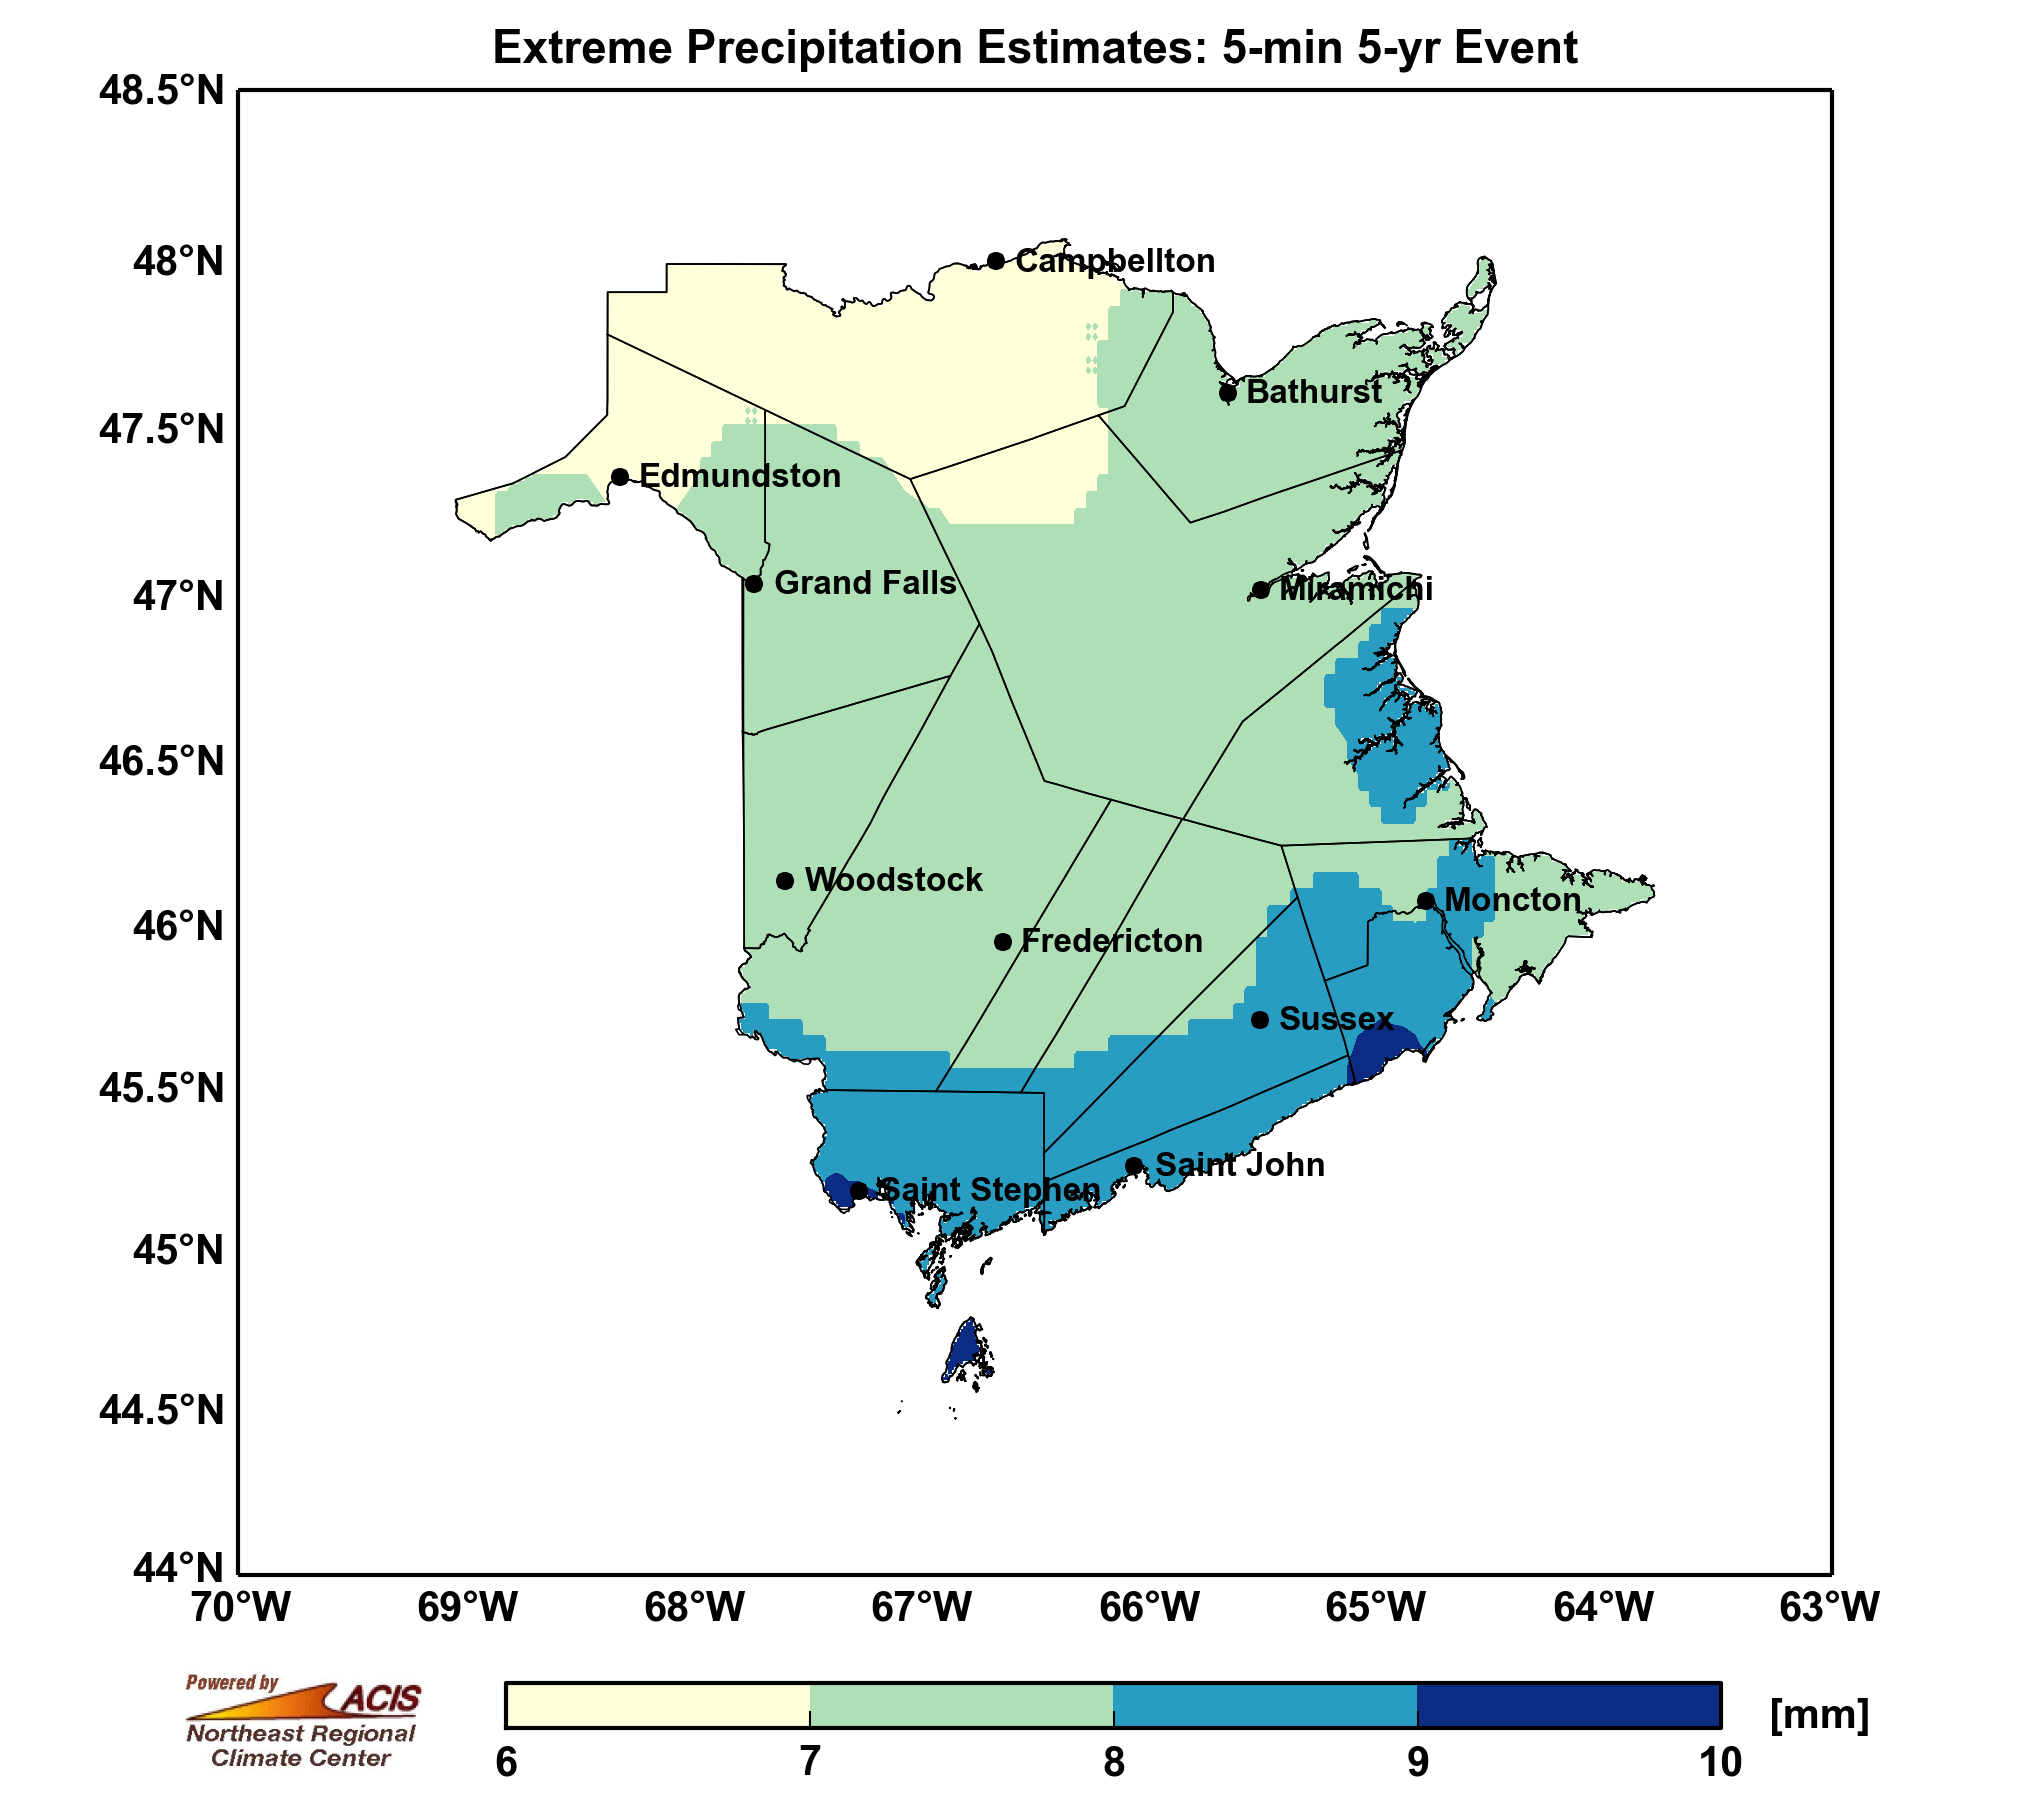 Extreme Precipitation Estimates: 5-min 5-yr Event
48.5°N
48°N
47.5°N
47°N
46.5°N
46°N
45.5°N
45°N
44.5°N
44°N
Campbellton
Bathurst
Edmundston
Grand Falls
Miramichi
Woodstock
Moncton
Fredericton
Sussex
Saint John
Saint Stephen
70°W
69°W
68°W
67°W
66°W
65°W
64°W
63°W
Powered by
ACIS
Northeast Regional
Climate Center
[mm]
6
7
8
9
10